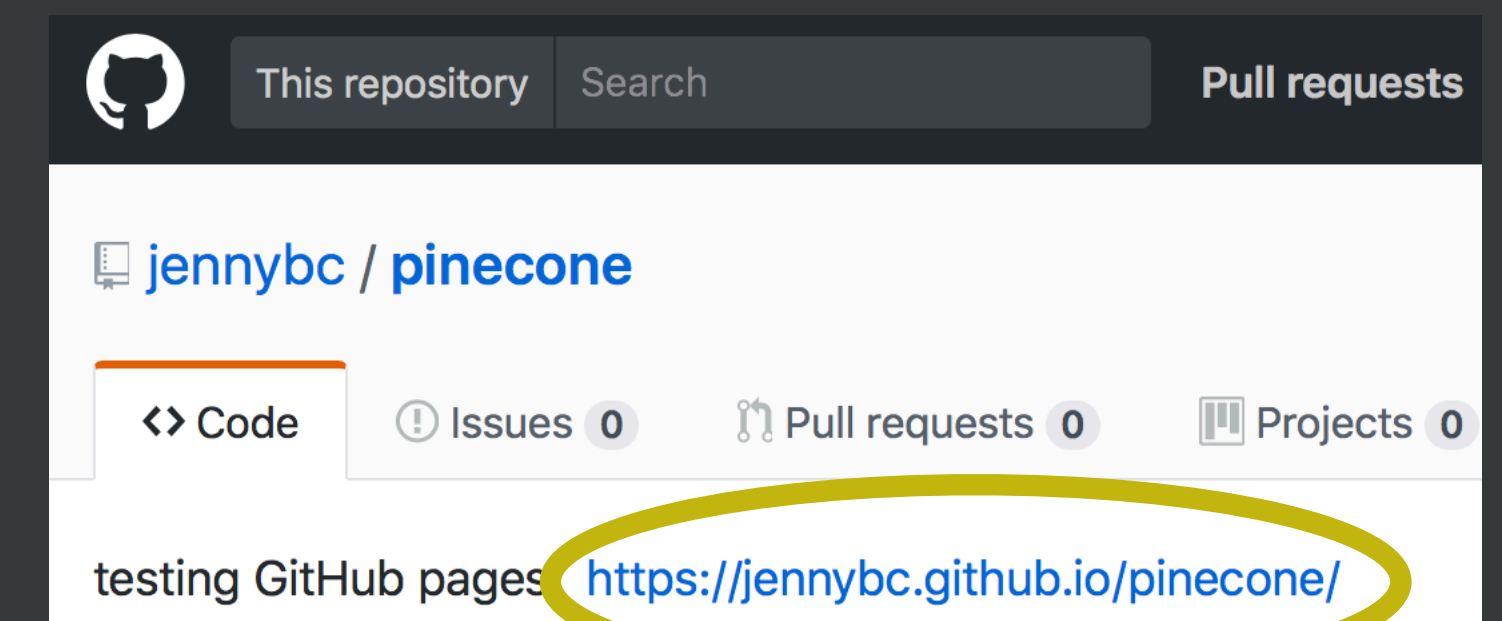 This repository Search Pull requests
jennybc / pinecone
<> Code Issues 0 Pull requests 0 Projects 0
testing GitHub pages https://jennybc.github.io/pinecone/